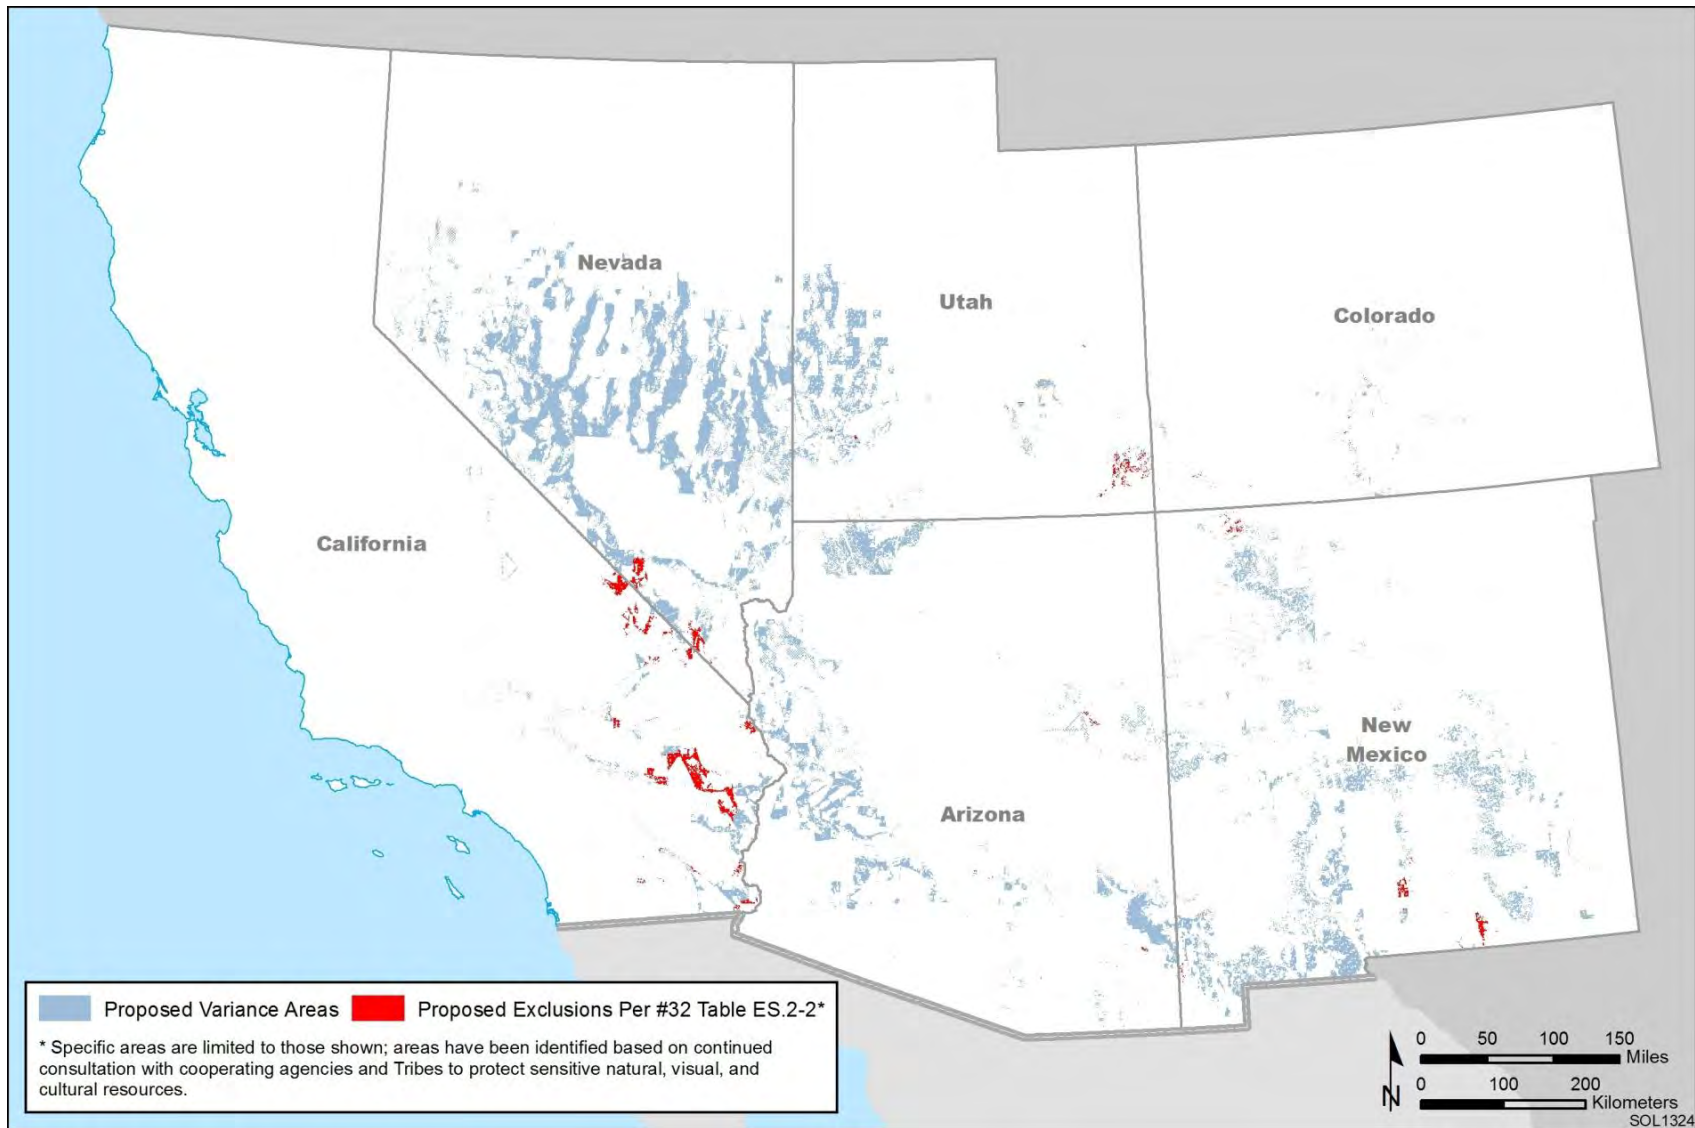 Nevada
Utah
Colorado
California
New
Mexico
Arizona
Proposed Variance Areas
Proposed Exclusions Per #32 Table ES.2-2*
* Specific areas are limited to those shown; areas have been identified based on continued
consultation with cooperating agencies and Tribes to protect sensitive natural, visual, and
cultural resources.
N
0 50 100 150
Miles
0 100 200
Kilometers
SOL1324